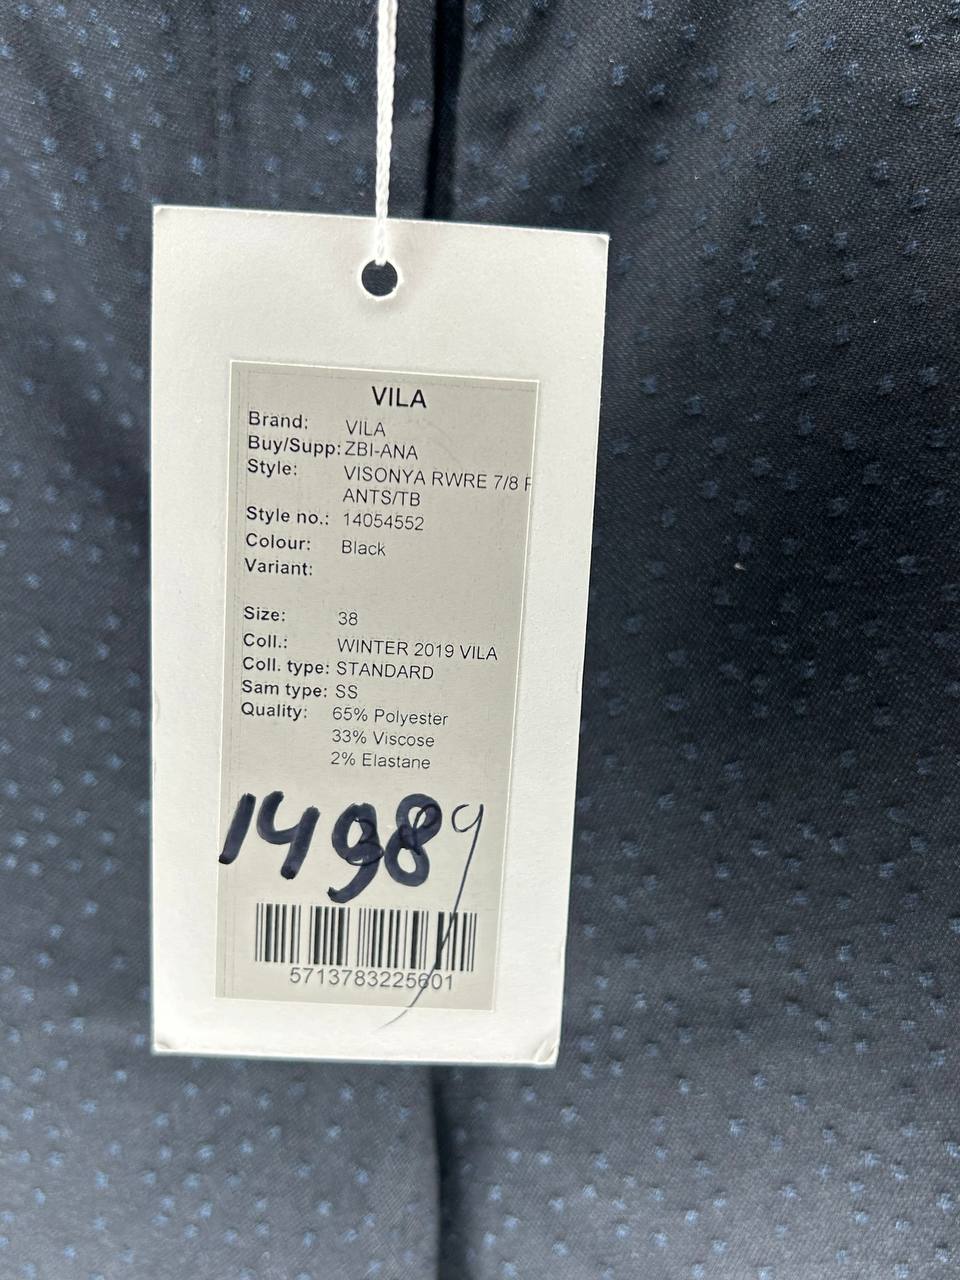 VILA
Brand: VILA
Buy/Supp: ZBI-ANA
Style: VISONYA RWRE 7/8 P
ANTS/TB
Style no.: 14054552
Colour: Black
Variant:
Size: 38
Coll.: WINTER 2019 VILA
Coll. type: STANDARD
Sam type: SS
Quality: 65% Polyester
33% Viscose
2% Elastane
14989
5713783225601